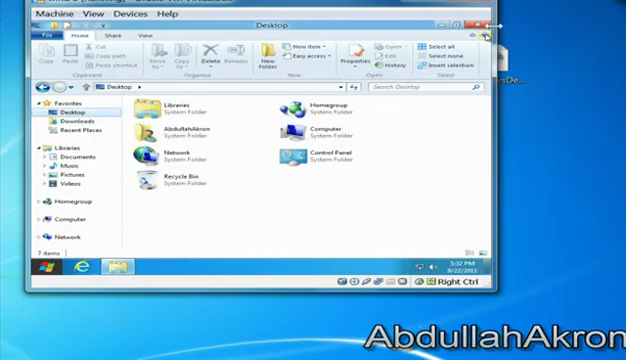 Machine View Devices Help
Desktop
File Home Share View
Copy Paste Cut
Copy path
Paste shortcut
Move to Copy to Delete Rename
New Folder
New item
Easy access
Properties
Open
Edit
History
Select all
Select none
Invert selection
Clipboard Organize New Open Select
Desktop
Search Desktop
Favorites
Desktop
Downloads
Recent Places
Libraries
Documents
Music
Pictures
Videos
Homegroup
Computer
Network
Libraries
System Folder
Homegroup
System Folder
AbdullahAkron
System Folder
Computer
System Folder
Network
System Folder
Control Panel
System Folder
Recycle Bin
System Folder
7 items
5:32 PM
9/22/2011
Right Ctrl
AbdullahAkron